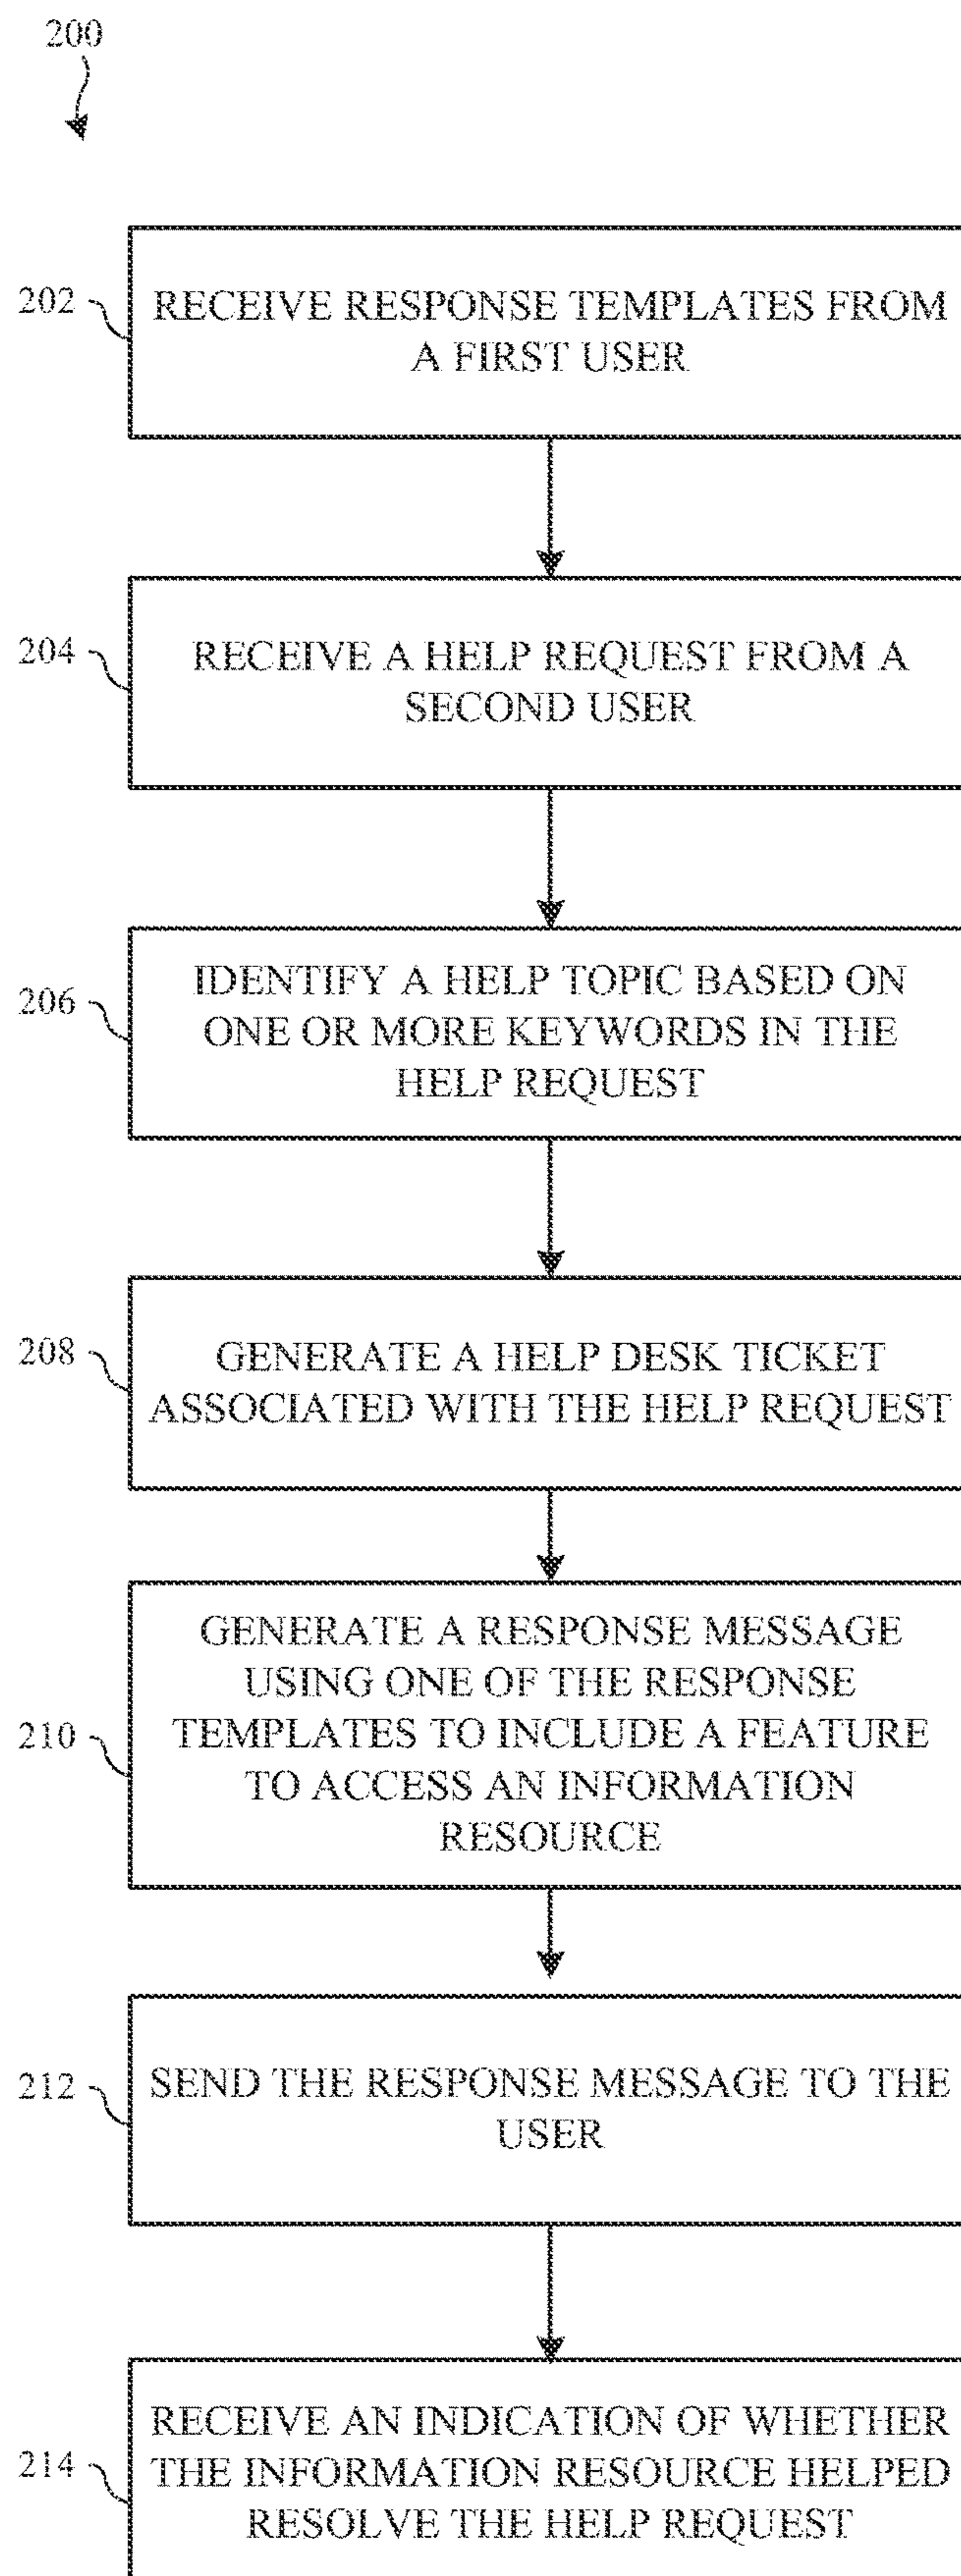 200
202
RECEIVE RESPONSE TEMPLATES FROM
A FIRST USER
204
RECEIVE A HELP REQUEST FROM A
SECOND USER
206
IDENTIFY A HELP TOPIC BASED ON
ONE OR MORE KEYWORDS IN THE
HELP REQUEST
208
GENERATE A HELP DESK TICKET
ASSOCIATED WITH THE HELP REQUEST
210
GENERATE A RESPONSE MESSAGE
USING ONE OF THE RESPONSE
TEMPLATES TO INCLUDE A FEATURE
TO ACCESS AN INFORMATION
RESOURCE
212
SEND THE RESPONSE MESSAGE TO THE
USER
214
RECEIVE AN INDICATION OF WHETHER
THE INFORMATION RESOURCE HELPED
RESOLVE THE HELP REQUEST